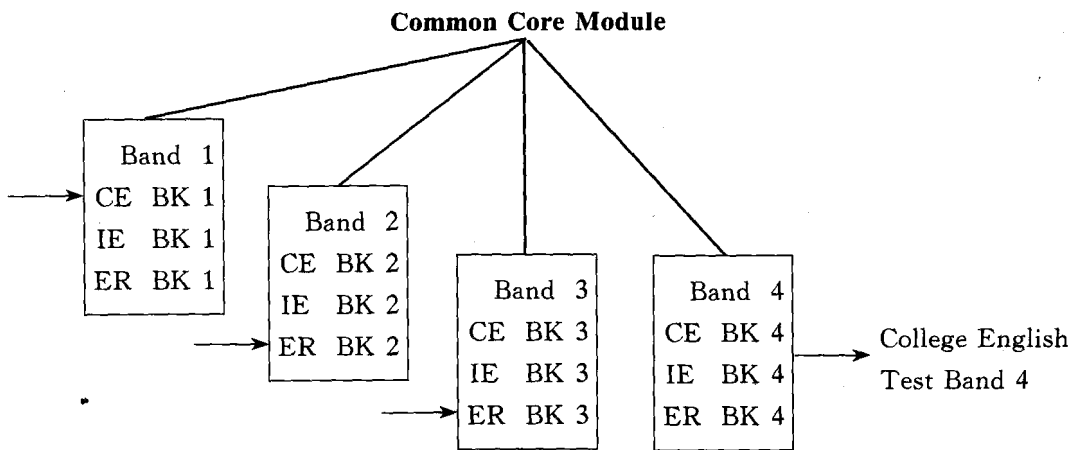 Common Core Module
Band 1
CE BK 1
IE BK 1
ER BK 1
Band 2
CE BK 2
IE BK 2
ER BK 2
Band 3
CE BK 3
IE BK 3
ER BK 3
Band 4
CE BK 4
IE BK 4
ER BK 4
College English
Test Band 4